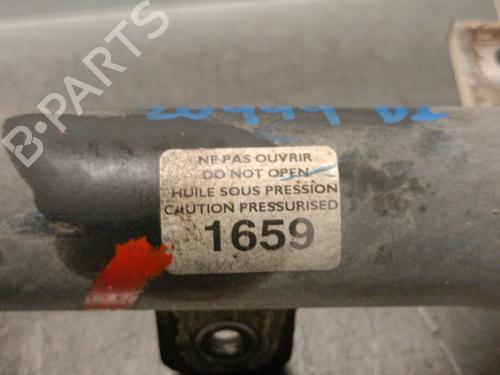 B-PARTS
NE PAS OUVRIR
DO NOT OPEN
HUILE SOUS PRESSION
CAUTION PRESSURISED
1659